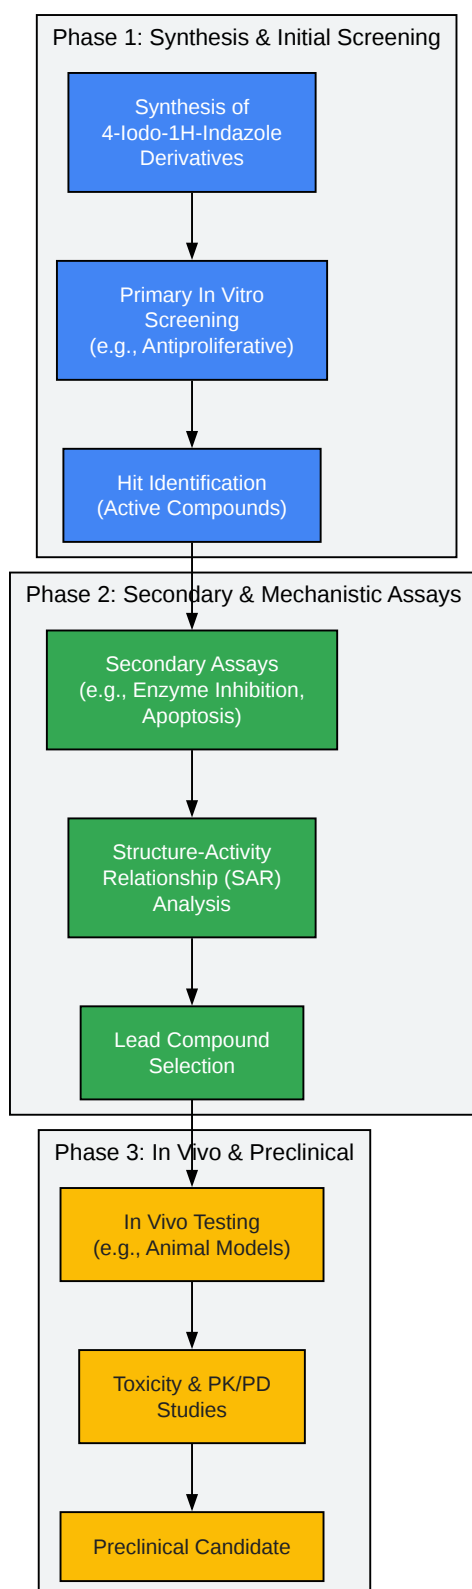 Phase 1: Synthesis & Initial Screening
Synthesis of
4-Iodo-1H-Indazole
Derivatives
Primary In Vitro
Screening
(e.g., Antiproliferative)
Hit Identification
(Active Compounds)
Phase 2: Secondary & Mechanistic Assays
Secondary Assays
(e.g., Enzyme Inhibition,
Apoptosis)
Structure-Activity
Relationship (SAR)
Analysis
Lead Compound
Selection
Phase 3: In Vivo & Preclinical
In Vivo Testing
(e.g., Animal Models)
Toxicity & PK/PD
Studies
Preclinical Candidate